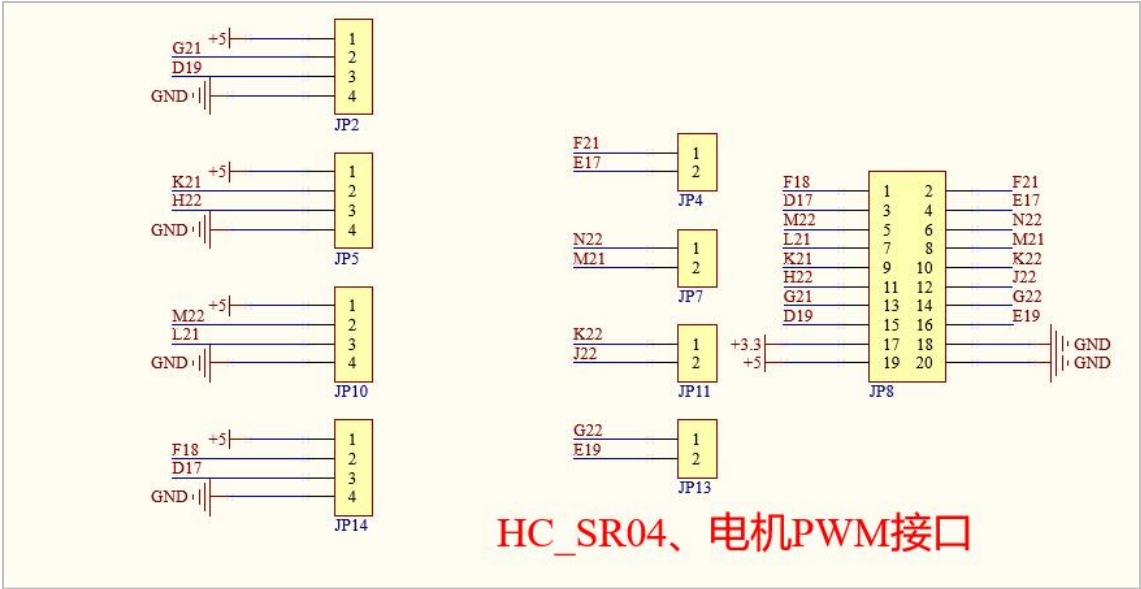 +5 1
G21 2
D19 3
GND 4
JP2
+5 1
K21 2
H22 3
GND 4
JP5
+5 1
M22 2
L21 3
GND 4
JP10
+5 1
F18 2
D17 3
GND 4
JP14
F21 1
E17 2
JP4
N22 1
M21 2
JP7
K22 1
J22 2
JP11
G22 1
E19 2
JP13
F18 1 2 F21
D17 3 4 E17
M22 5 6 N22
L21 7 8 M21
K21 9 10 K22
H22 11 12 J22
G21 13 14 G22
D19 15 16 E19
+3.3 17 18 GND
+5 19 20 GND
JP8
HC_SR04、电机PWM接口